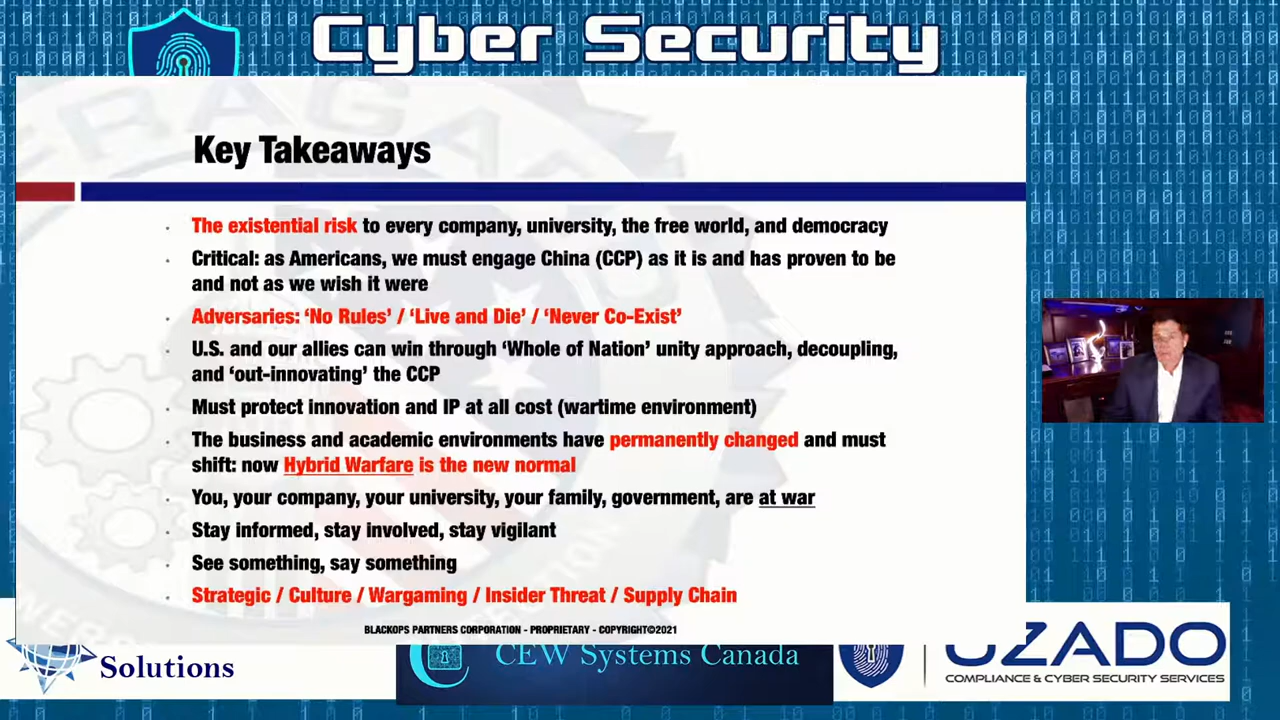 Cyber Security
Key Takeaways
The existential risk to every company, university, the free world, and democracy
Critical: as Americans, we must engage China (CCP) as it is and has proven to be
and not as we wish it were
Adversaries: ‘No Rules’ / ‘Live and Die’ / ‘Never Co-Exist’
U.S. and our allies can win through ‘Whole of Nation’ unity approach, decoupling,
and ‘out-innovating’ the CCP
Must protect innovation and IP at all cost (wartime environment)
The business and academic environments have permanently changed and must
shift: now Hybrid Warfare is the new normal
You, your company, your university, your family, government, are at war
Stay informed, stay involved, stay vigilant
See something, say something
Strategic / Culture / Wargaming / Insider Threat / Supply Chain
BLACKOPS PARTNERS CORPORATION - PROPRIETARY - COPYRIGHT©2021
Solutions
CEW Systems Canada
UZADO
COMPLIANCE & CYBER SECURITY SERVICES